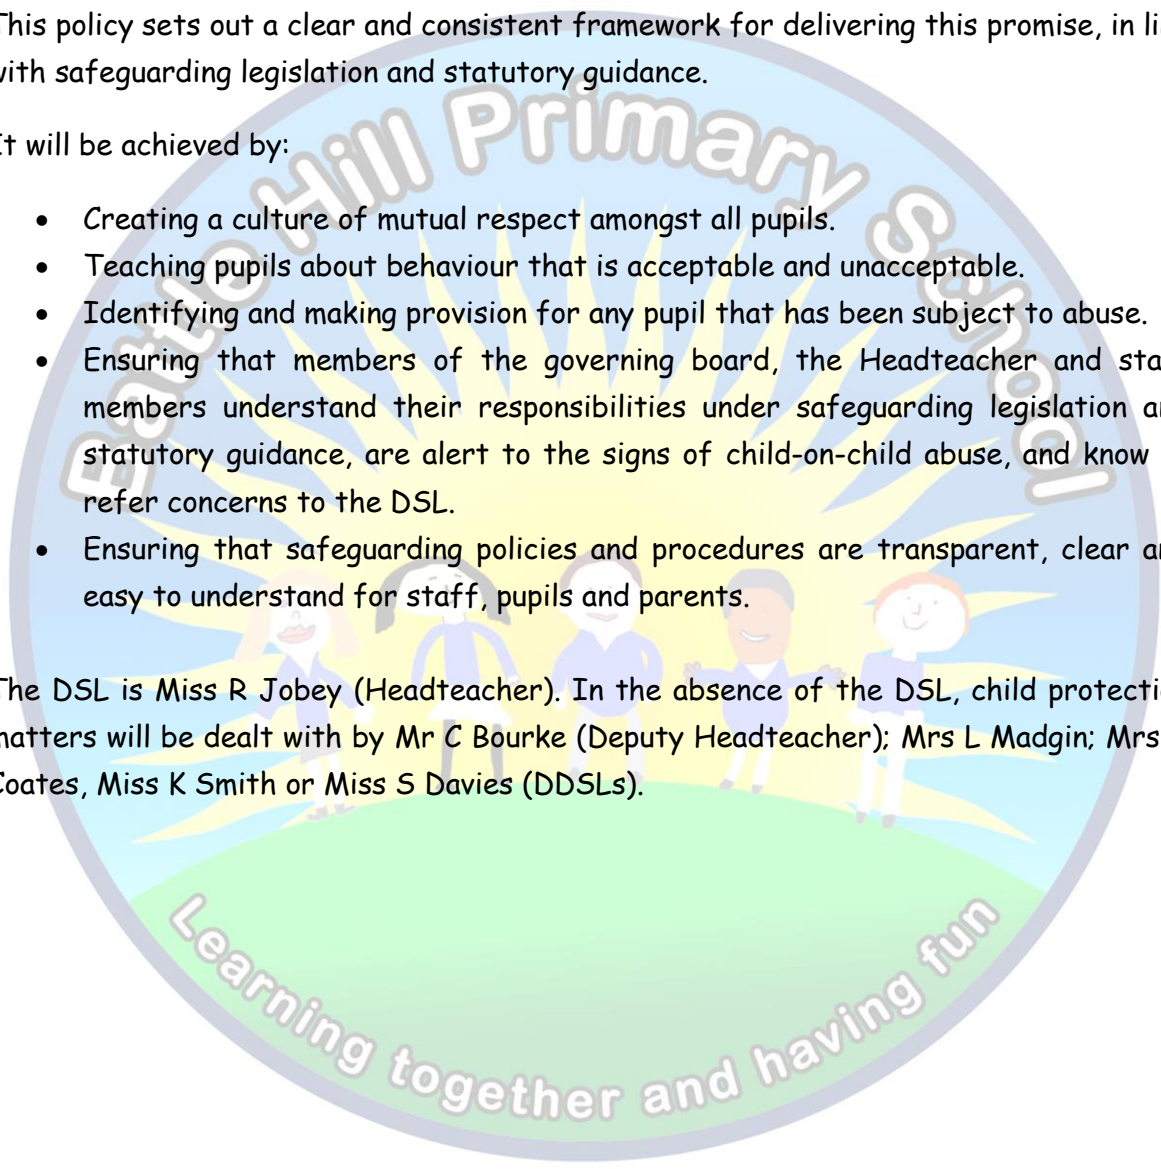 This policy sets out a clear and consistent framework for delivering this promise, in li
with safeguarding legislation and statutory guidance.
It will be achieved by:
• Creating a culture of mutual respect amongst all pupils.
• Teaching pupils about behaviour that is acceptable and unacceptable.
• Identifying and making provision for any pupil that has been subject to abuse.
• Ensuring that members of the governing board, the Headteacher and sta
members understand their responsibilities under safeguarding legislation a
statutory guidance, are alert to the signs of child-on-child abuse, and know
refer concerns to the DSL.
• Ensuring that safeguarding policies and procedures are transparent, clear a
easy to understand for staff, pupils and parents.
The DSL is Miss R Jobey (Headteacher). In the absence of the DSL, child protecti
matters will be dealt with by Mr C Bourke (Deputy Headteacher); Mrs L Madgin; Mrs
Coates, Miss K Smith or Miss S Davies (DDSLs).
Battle Hill Primary School
Learning together and having fun